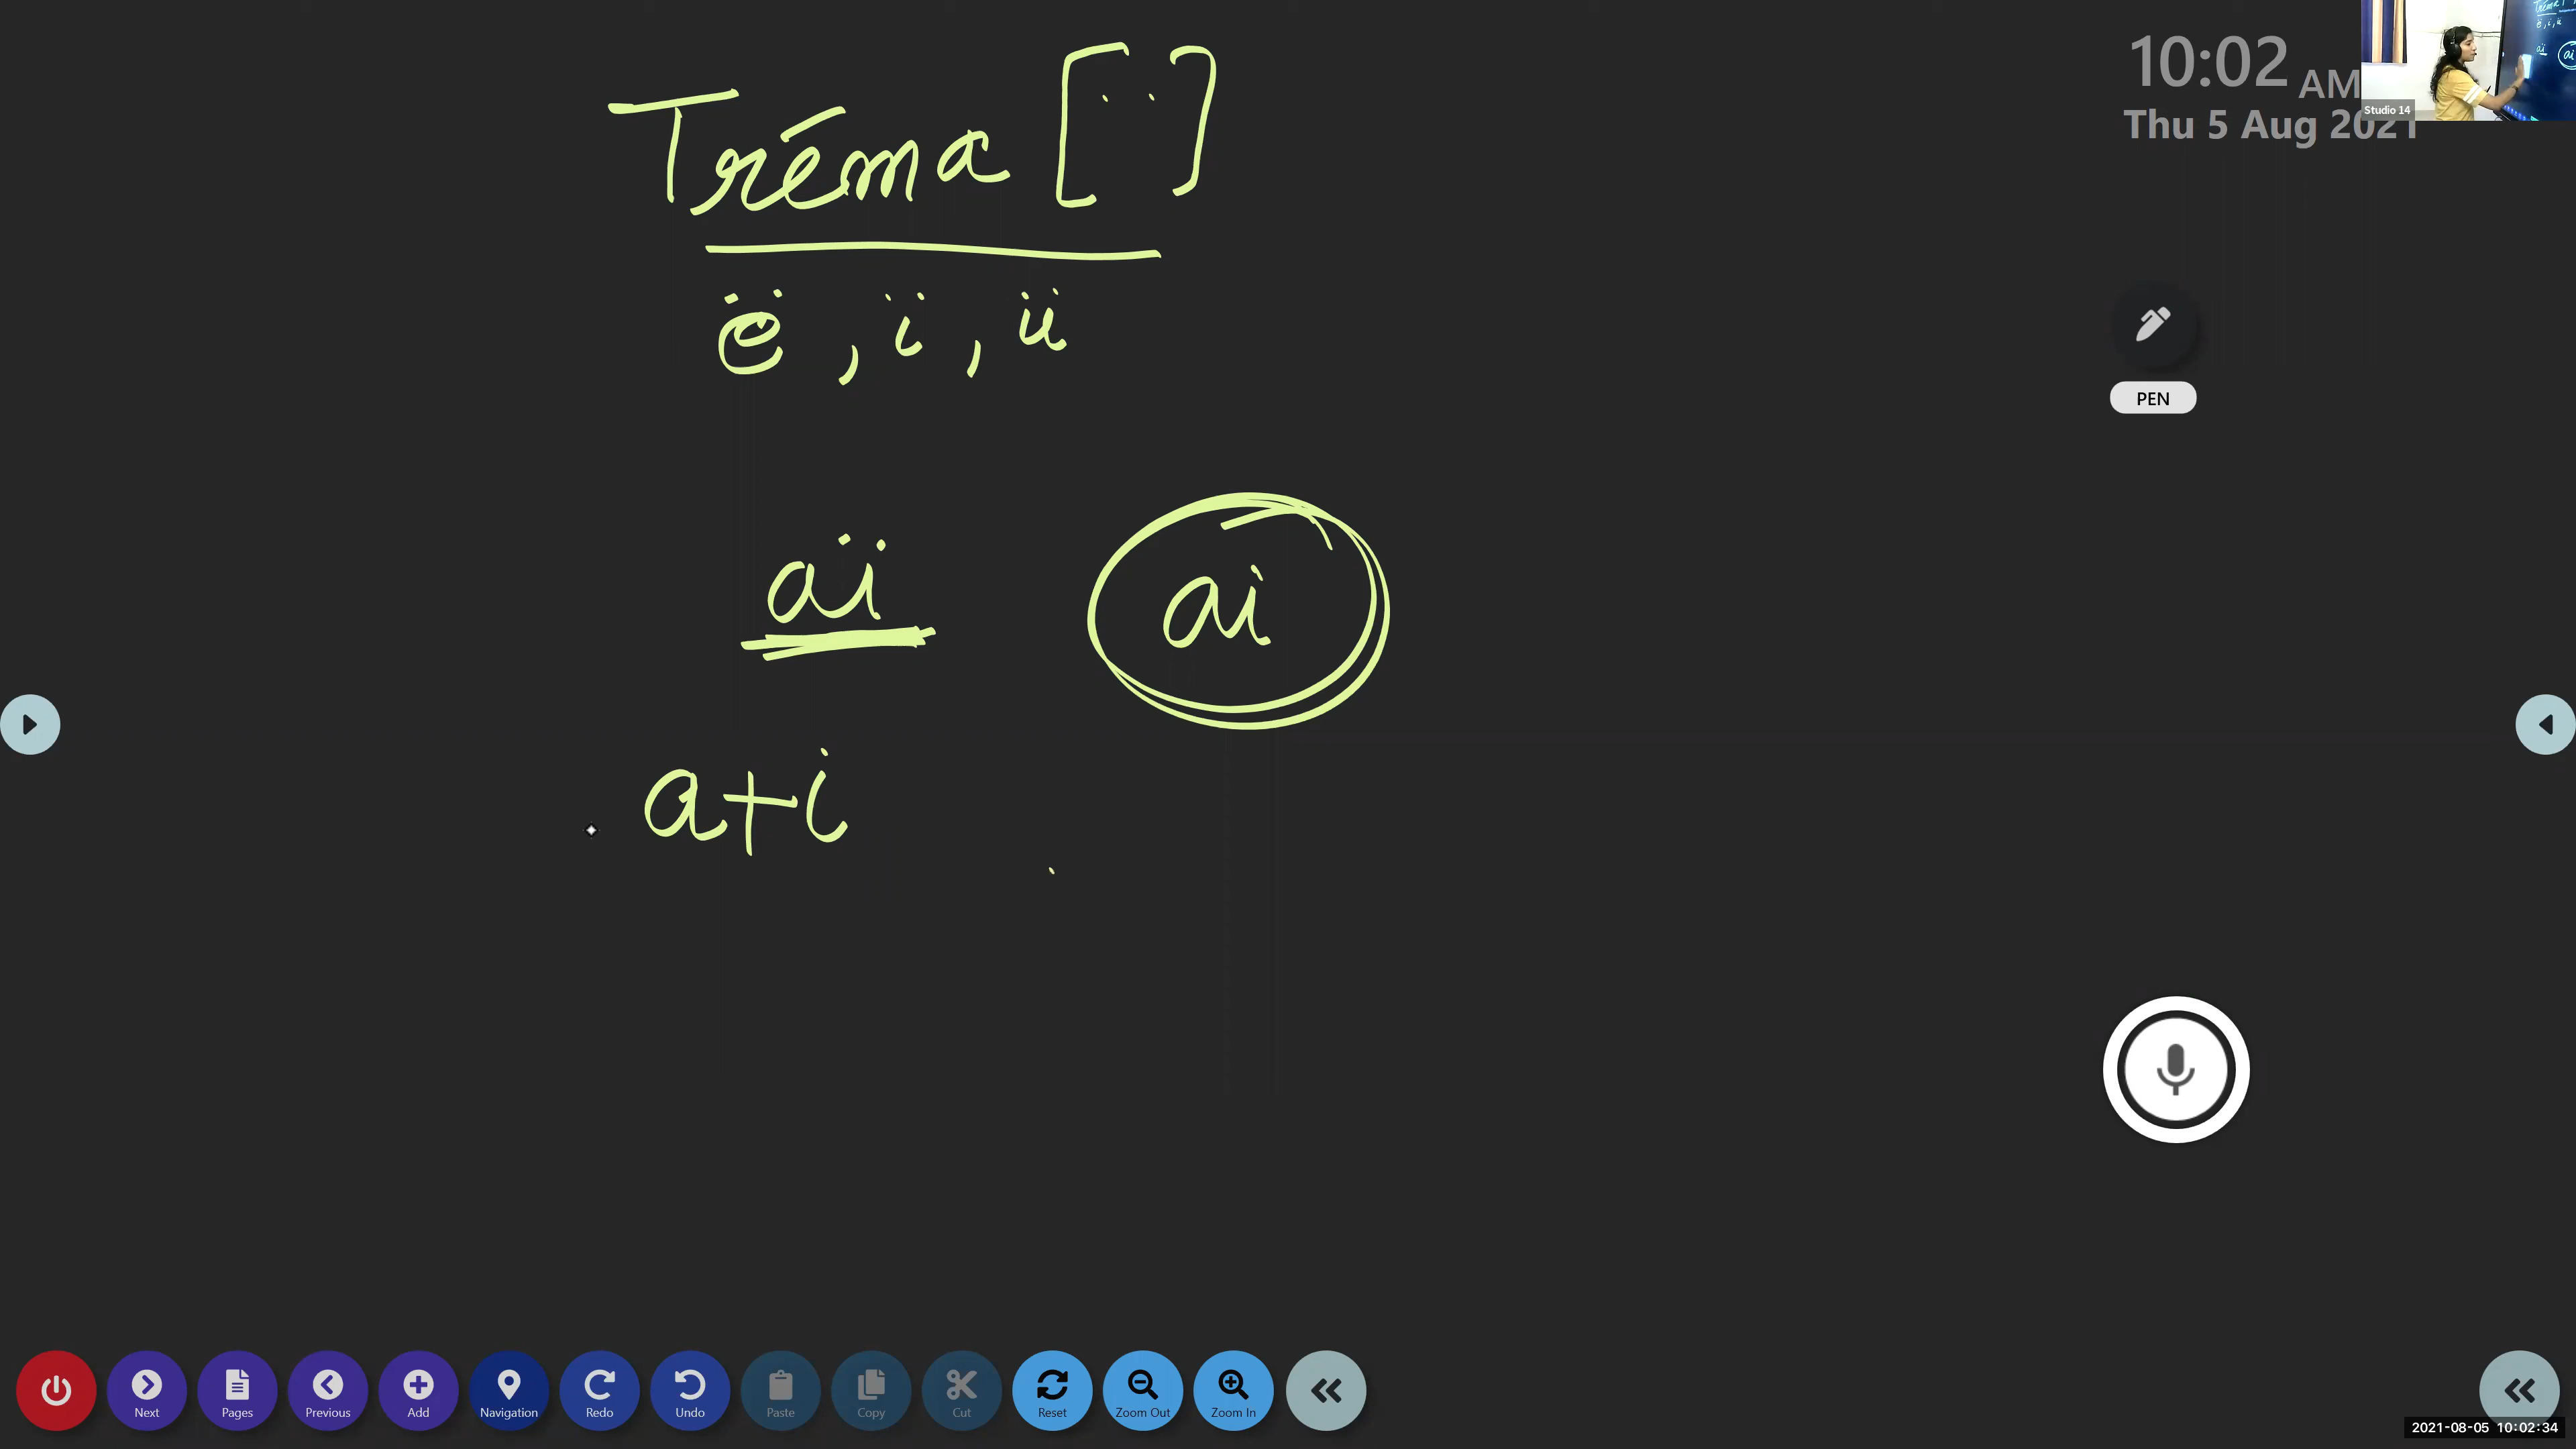 Tréma [¨]
ë , ï , ü
aï ai
a+i
10:02 AM
Thu 5 Aug 2021
Studio 14
PEN
Next Pages Previous Add Navigation Redo Undo Paste Copy Cut Reset Zoom Out Zoom In
2021-08-05 10:02:34